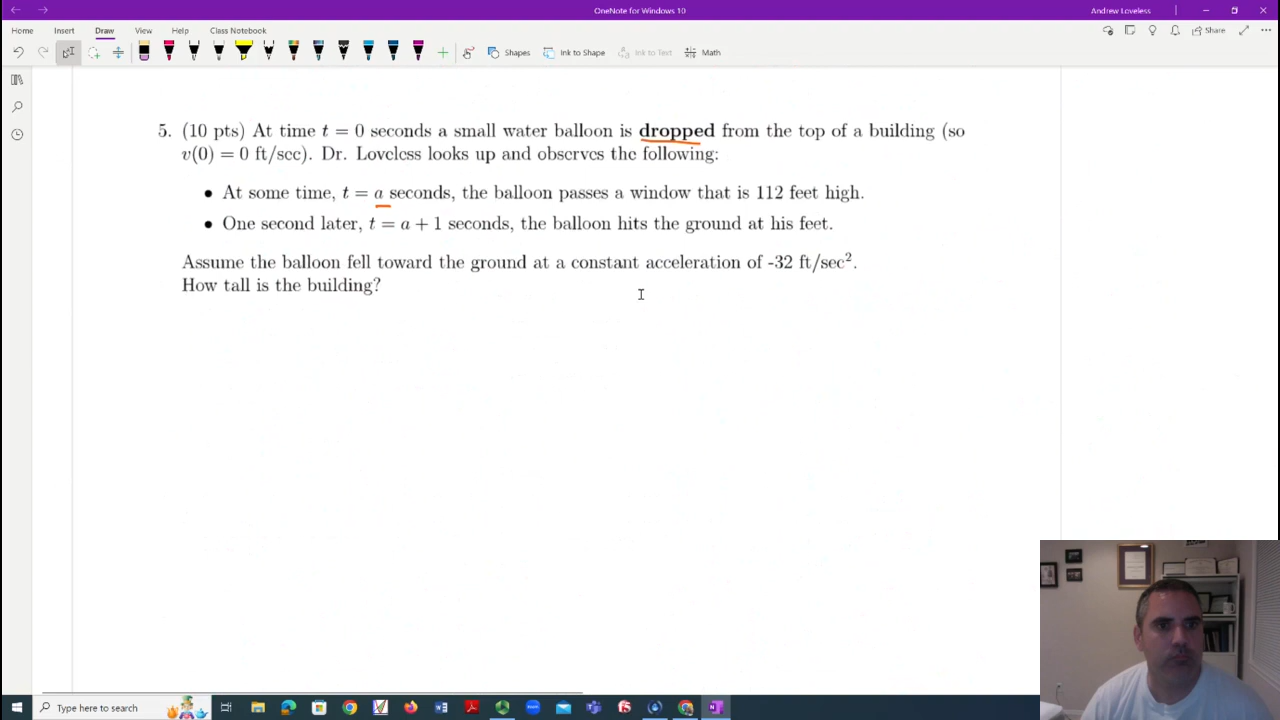 OneNote for Windows 10
Andrew Loveless
Home Insert Draw View Help Class Notebook
Share
Shapes Ink to Shape Ink to Text Math
5. (10 pts) At time t = 0 seconds a small water balloon is dropped from the top of a building (so
v(0) = 0 ft/sec). Dr. Loveless looks up and observes the following:
• At some time, t = a seconds, the balloon passes a window that is 112 feet high.
• One second later, t = a + 1 seconds, the balloon hits the ground at his feet.
Assume the balloon fell toward the ground at a constant acceleration of -32 ft/sec².
How tall is the building?
Type here to search